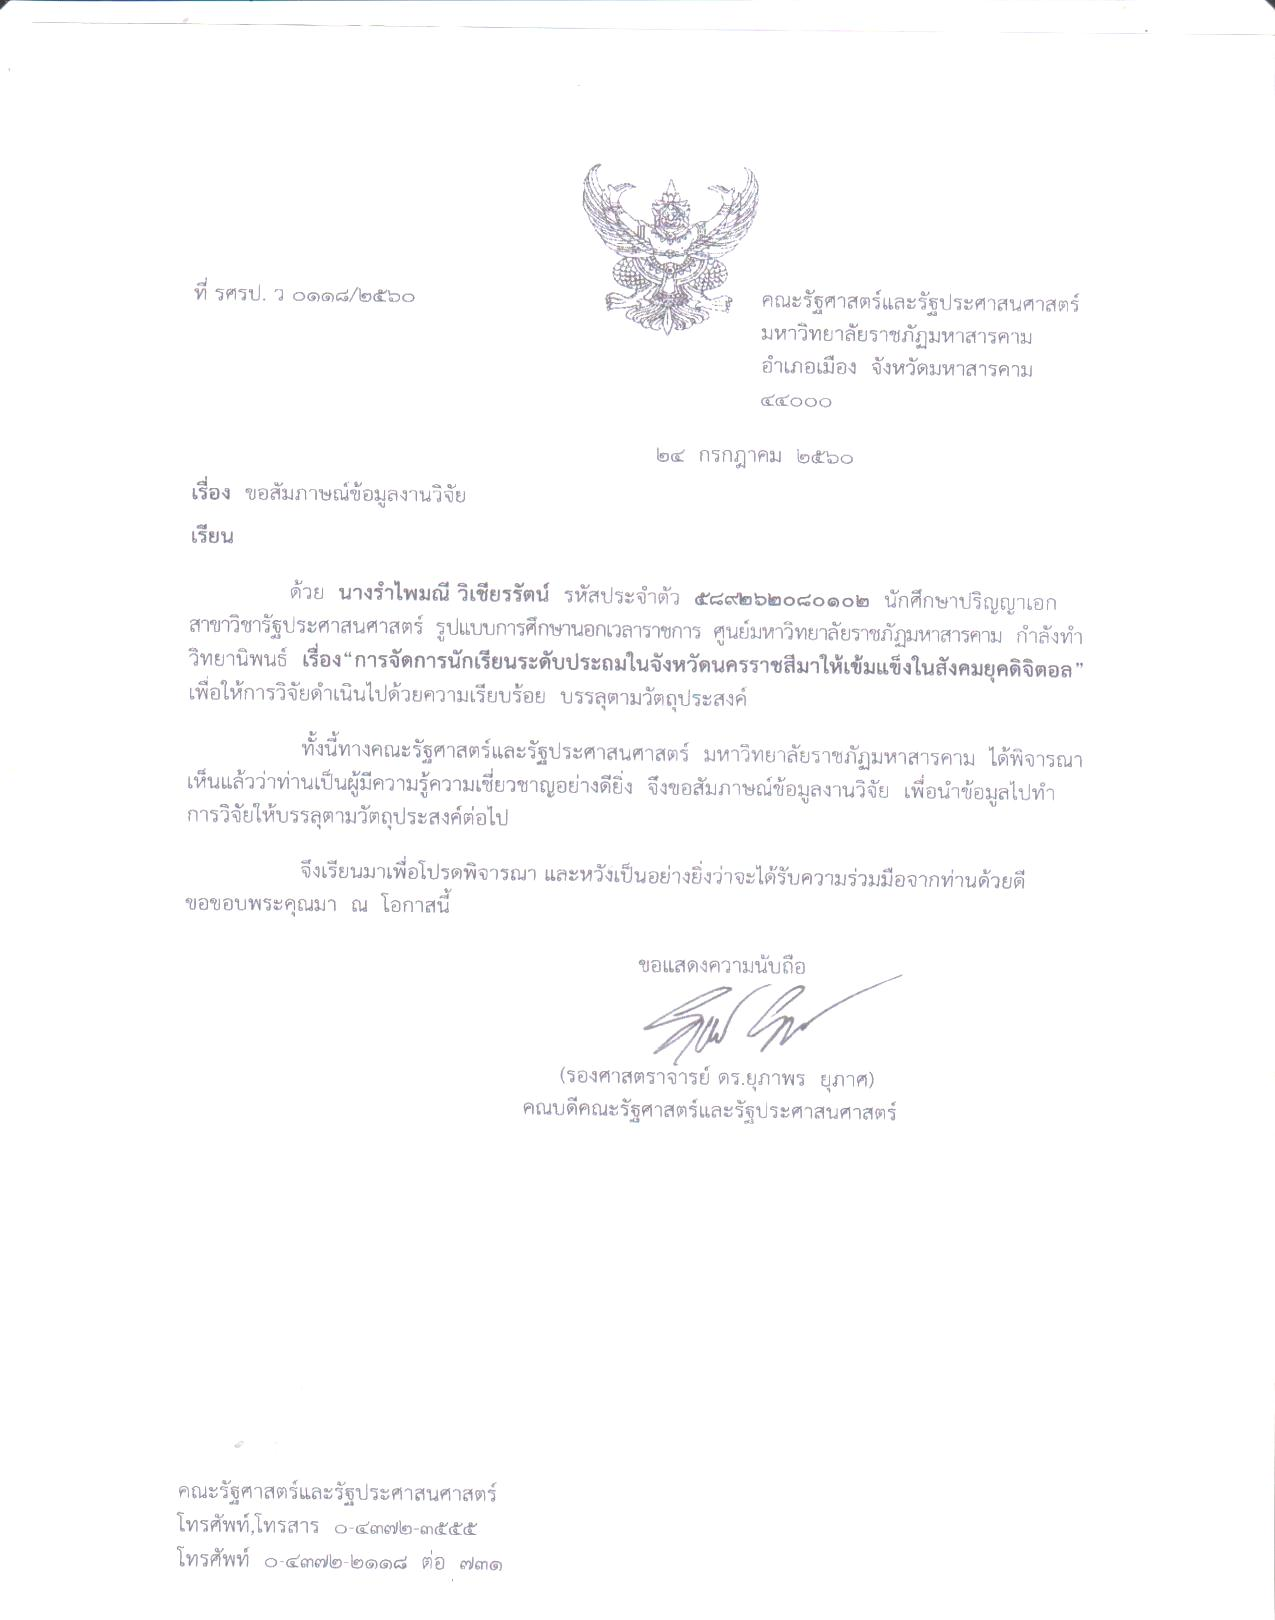 ที่ รศรป. ว ๐๑๑๘/๒๕๖๐
คณะรัฐศาสตร์และรัฐประศาสนศาสตร์
มหาวิทยาลัยราชภัฏมหาสารคาม
อำเภอเมือง จังหวัดมหาสารคาม
๔๔๐๐๐
๒๔ กรกฎาคม ๒๕๖๐
เรื่อง ขอสัมภาษณ์ข้อมูลงานวิจัย
เรียน
ด้วย นางรำไพมณี วิเชียรรัตน์ รหัสประจำตัว ๕๘๙๒๖๒๐๘๐๑๐๒ นักศึกษาปริญญาเอก
สาขาวิชารัฐประศาสนศาสตร์ รูปแบบการศึกษานอกเวลาราชการ ศูนย์มหาวิทยาลัยราชภัฏมหาสารคาม กำลังทำ
วิทยานิพนธ์ เรื่อง“การจัดการนักเรียนระดับประถมในจังหวัดนครราชสีมาให้เข้มแข็งในสังคมยุคดิจิตอล”
เพื่อให้การวิจัยดำเนินไปด้วยความเรียบร้อย บรรลุตามวัตถุประสงค์
ทั้งนี้ทางคณะรัฐศาสตร์และรัฐประศาสนศาสตร์ มหาวิทยาลัยราชภัฏมหาสารคาม ได้พิจารณา
เห็นแล้วว่าท่านเป็นผู้มีความรู้ความเชี่ยวชาญอย่างดียิ่ง จึงขอสัมภาษณ์ข้อมูลงานวิจัย เพื่อนำข้อมูลไปทำ
การวิจัยให้บรรลุตามวัตถุประสงค์ต่อไป
จึงเรียนมาเพื่อโปรดพิจารณา และหวังเป็นอย่างยิ่งว่าจะได้รับความร่วมมือจากท่านด้วยดี
ขอขอบพระคุณมา ณ โอกาสนี้
ขอแสดงความนับถือ
(รองศาสตราจารย์ ดร.ยุภาพร ยุภาศ)
คณบดีคณะรัฐศาสตร์และรัฐประศาสนศาสตร์
คณะรัฐศาสตร์และรัฐประศาสนศาสตร์
โทรศัพท์,โทรสาร ๐-๔๓๗๒-๓๕๕๕
โทรศัพท์ ๐-๔๓๗๒-๒๑๑๘ ต่อ ๗๓๑